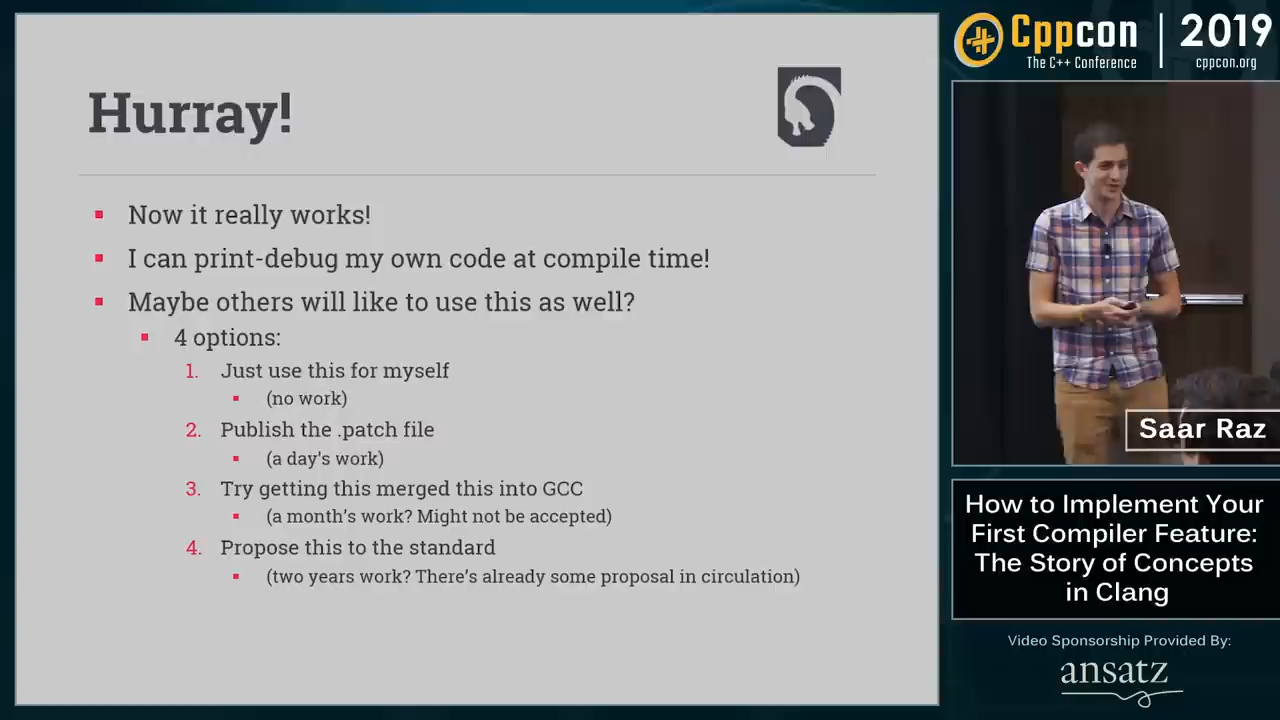 Hurray!
Now it really works!
I can print-debug my own code at compile time!
Maybe others will like to use this as well?
4 options:
1. Just use this for myself
(no work)
2. Publish the .patch file
(a day's work)
3. Try getting this merged this into GCC
(a month's work? Might not be accepted)
4. Propose this to the standard
(two years work? There's already some proposal in circulation)
Cppcon
The C++ Conference
2019
cppcon.org
Saar Raz
How to Implement Your
First Compiler Feature:
The Story of Concepts
in Clang
Video Sponsorship Provided By:
ansatz